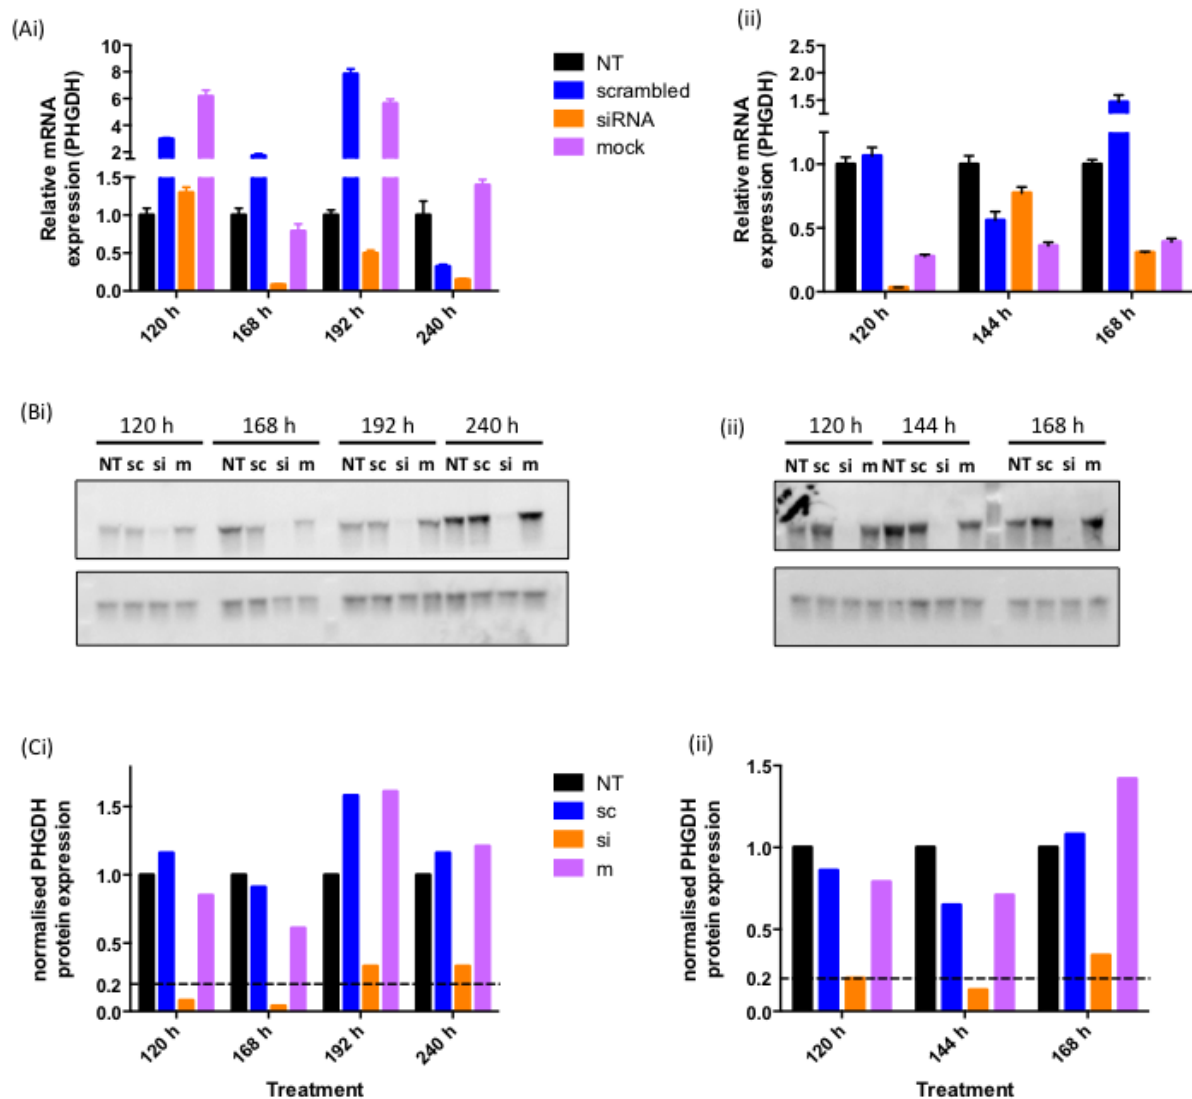 (Ai)
Relative mRNA
expression (PHGDH)
10
8
6
4
2
1.5
1.0
0.5
0.0
120 h
168 h
192 h
240 h
NT
scrambled
siRNA
mock
(ii)
Relative mRNA
expression (PHGDH)
2.5
2.0
1.5
1.0
0.5
0.0
120 h
144 h
168 h
(Bi)
120 h 168 h 192 h 240 h
NT sc si m NT sc si m NT sc si m NT sc si m
(ii)
120 h 144 h 168 h
NT sc si m NT sc si m NT sc si m
(Ci)
normalised PHGDH
protein expression
1.5
1.0
0.5
0.2
0.0
120 h
168 h
192 h
240 h
Treatment
NT
sc
si
m
(ii)
normalised PHGDH
protein expression
1.5
1.0
0.5
0.2
0.0
120 h
144 h
168 h
Treatment